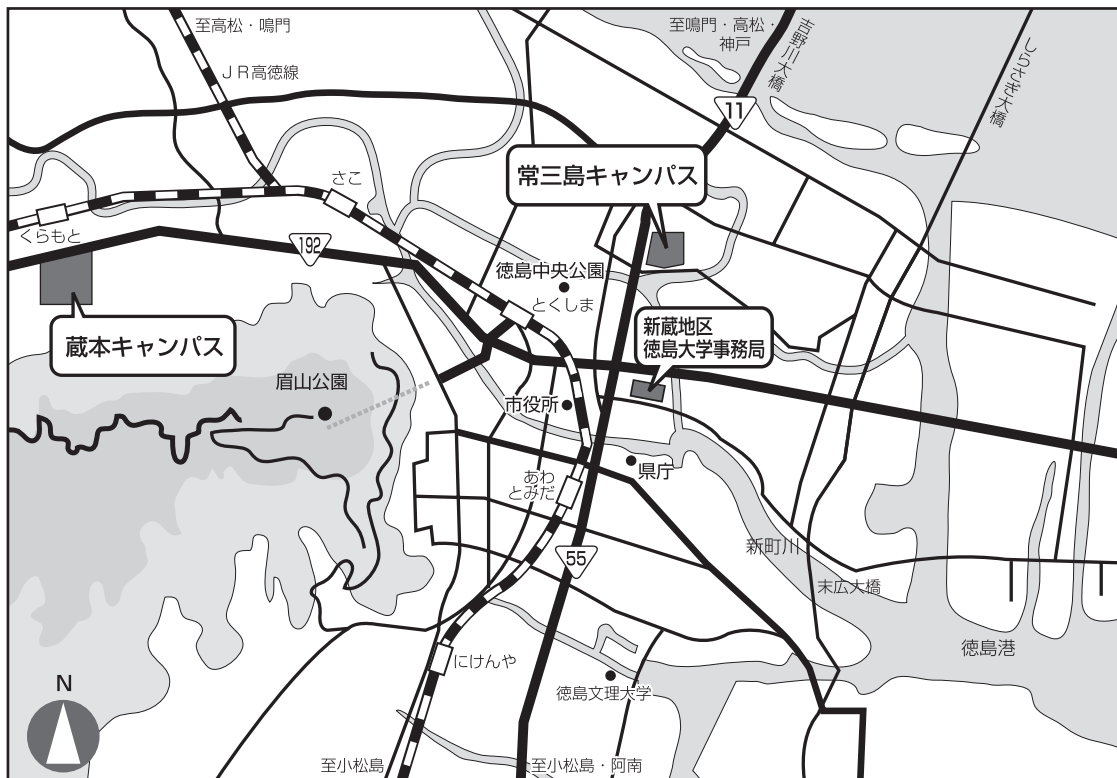 至高松・鳴門
至鳴門・高松・
神戸
吉野川大橋
しらさぎ大橋
ＪＲ高徳線
11
常三島キャンパス
さこ
くらもと
192
徳島中央公園
とくしま
新蔵地区
徳島大学事務局
蔵本キャンパス
眉山公園
市役所
県庁
あわ
とみだ
新町川
55
末広大橋
徳島港
にけんや
徳島文理大学
N
至小松島
至小松島・阿南